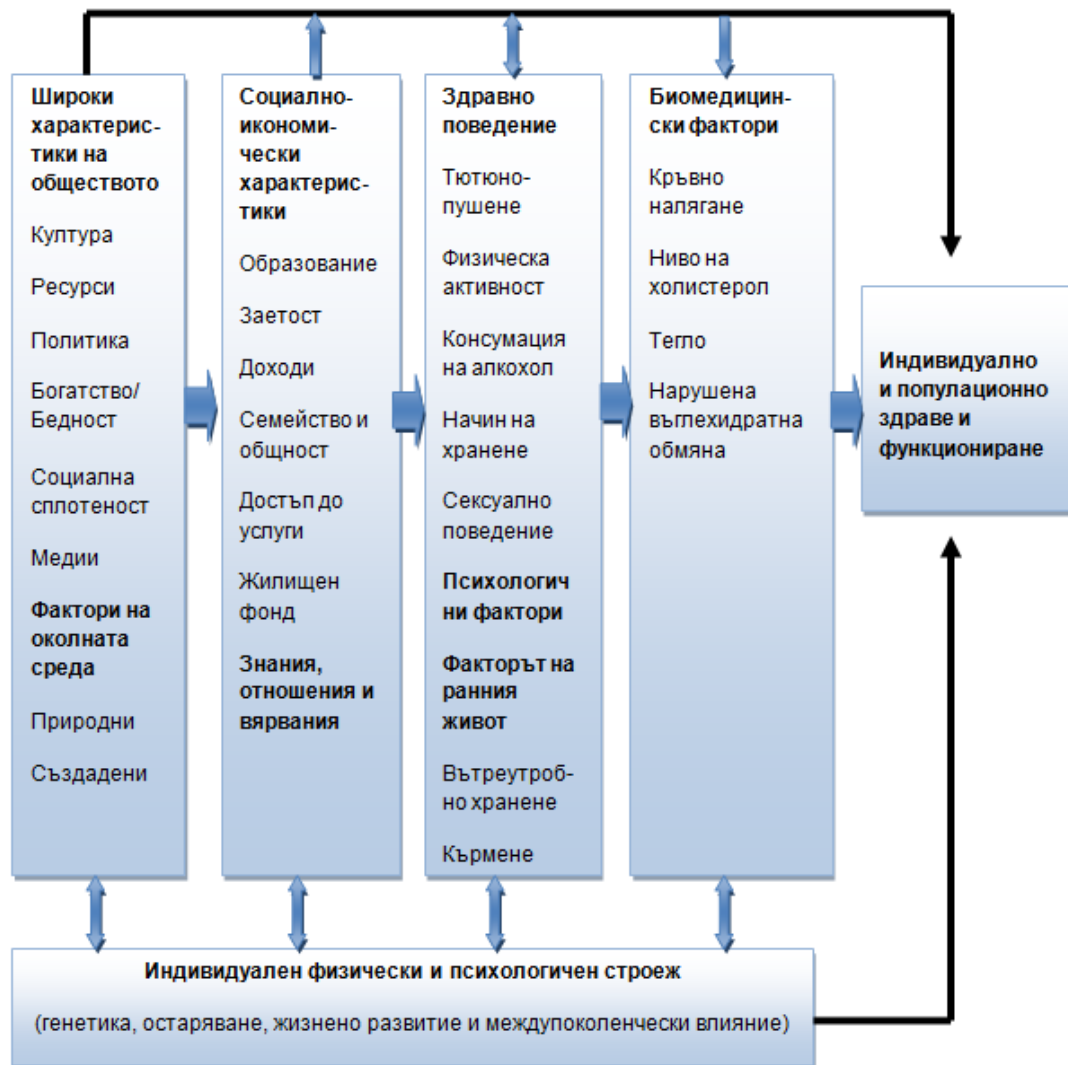 Широки
характерис-
тики на
обществото
Култура
Ресурси
Политика
Богатство/
Бедност
Социална
сплотеност
Медии
Фактори на
околната
среда
Природни
Създадени
Социално-
икономи-
чески
характерис-
тики
Образование
Заетост
Доходи
Семейство и
общност
Достъп до
услуги
Жилищен
фонд
Знания,
отношения и
вярвания
Здравно
поведение
Тютюно-
пушене
Физическа
активност
Консумация
на алкохол
Начин на
хранене
Сексуално
поведение
Психологич
ни фактори
Факторът на
ранния
живот
Вътреутроб-
но хранене
Кърмене
Биомедицин-
ски фактори
Кръвно
налягане
Ниво на
холистерол
Тегло
Нарушена
въглехидратна
обмяна
Индивидуално
и популационно
здраве и
функциониране
Индивидуален физически и психологичен строеж
(генетика, остаряване, жизнено развитие и междупоколенчески влияние)